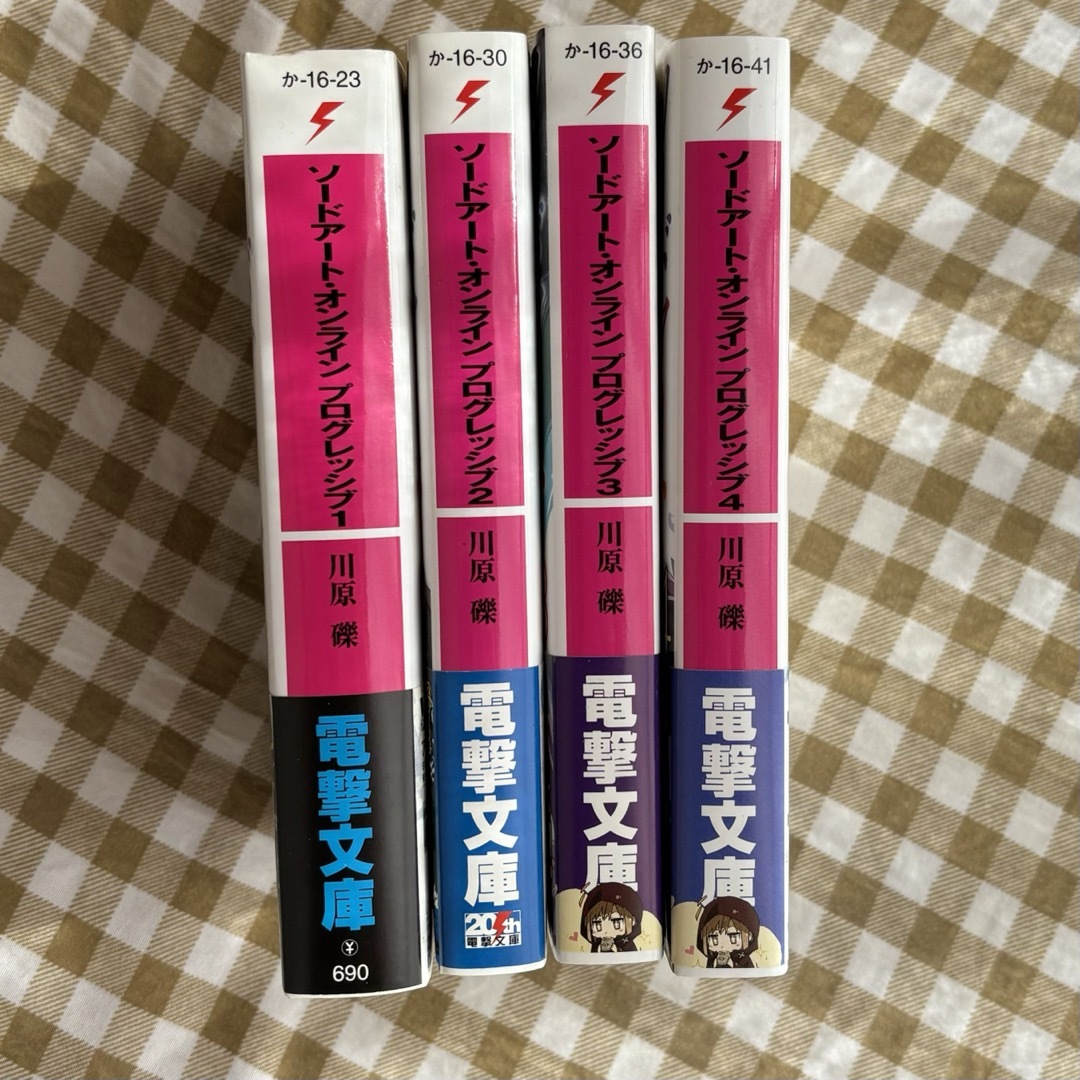 か-16-23
ソードアート・オンライン プログレッシブ1
川原 礫
電撃文庫
¥
690
か-16-30
ソードアート・オンライン プログレッシブ2
川原 礫
電撃文庫
20th
電撃文庫
か-16-36
ソードアート・オンライン プログレッシブ3
川原 礫
電撃文庫
か-16-41
ソードアート・オンライン プログレッシブ4
川原 礫
電撃文庫